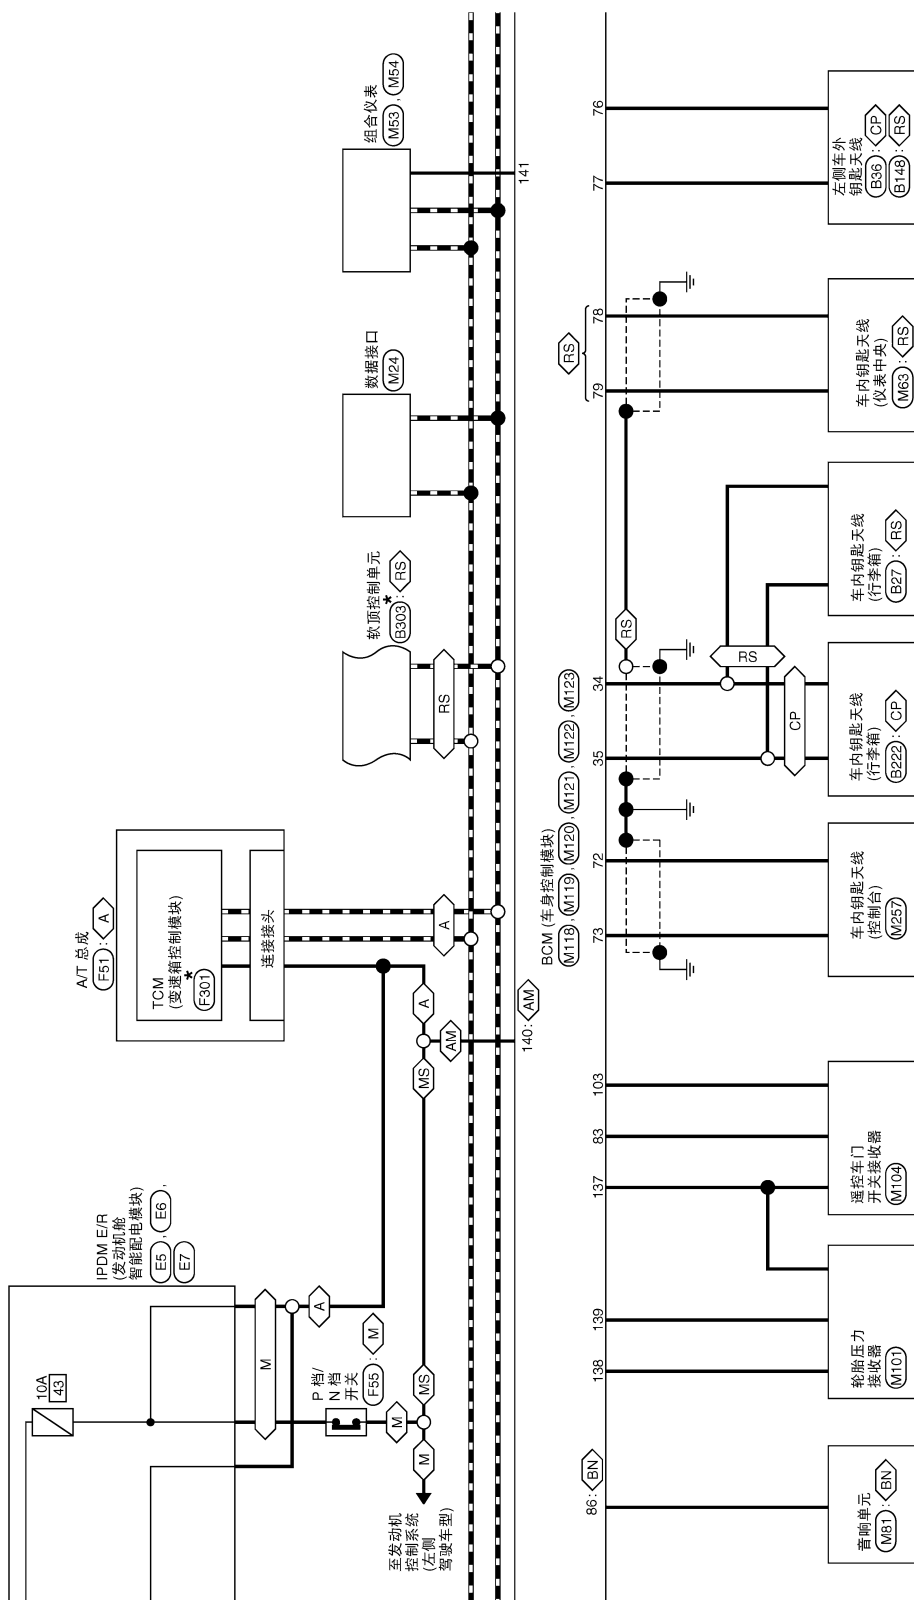 IPDM E/R
(发动机舱
智能配电模块)
E5 , E6 ,
E7
10A
43
M
A
P 档/
N 档
开关
F55 : M
M
M
MS
至发动机
控制系统
(左侧
驾驶车型)
A/T 总成
F51 : A
TCM
(变速箱控制模块)
*
F301
连接接头
A
A
AM
MS
140: AM
软顶控制单元
*
B303 : RS
RS
数据接口
M24
组合仪表
M53 , M54
141
BCM (车身控制模块)
M118 , M119 , M120 , M121 , M122 , M123
86: BN
138
139
137
83
103
73
72
35
34
79
78
RS
77
76
RS
RS
CP
音响单元
M81 : BN
轮胎压力
接收器
M101
遥控车门
开关接收器
M104
车内钥匙天线
(控制台)
M257
车内钥匙天线
(行李箱)
B222 : CP
车内钥匙天线
(行李箱)
B27 : RS
车内钥匙天线
(仪表中央)
M63 : RS
左侧车外
钥匙天线
B36 : CP
B148 : RS